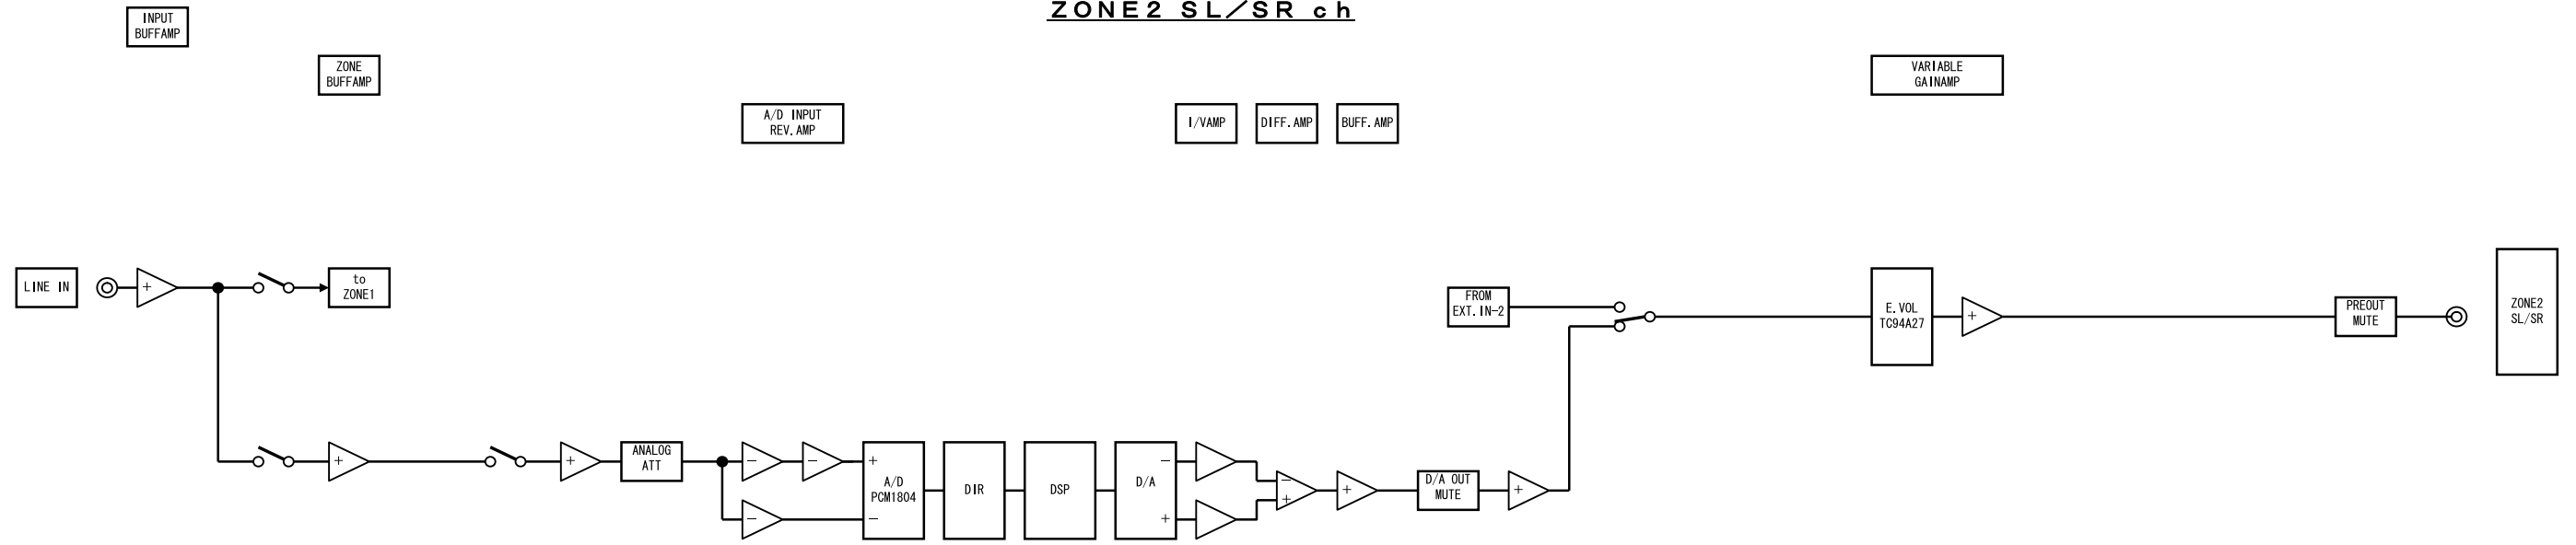 ZONE2 SL/SR ch
INPUT
BUFFAMP
ZONE
BUFFAMP
VARIABLE
GAINAMP
A/D INPUT
REV.AMP
I/VAMP
DIFF.AMP
BUFF.AMP
LINE IN
+
to
ZONE1
FROM
EXT.IN-2
E.VOL
TC94A27
+
PREOUT
MUTE
ZONE2
SL/SR
+
+
ANALOG
ATT
−
−
−
+
A/D
PCM1804
−
DIR
DSP
−
D/A
+
−
+
+
D/A OUT
MUTE
+